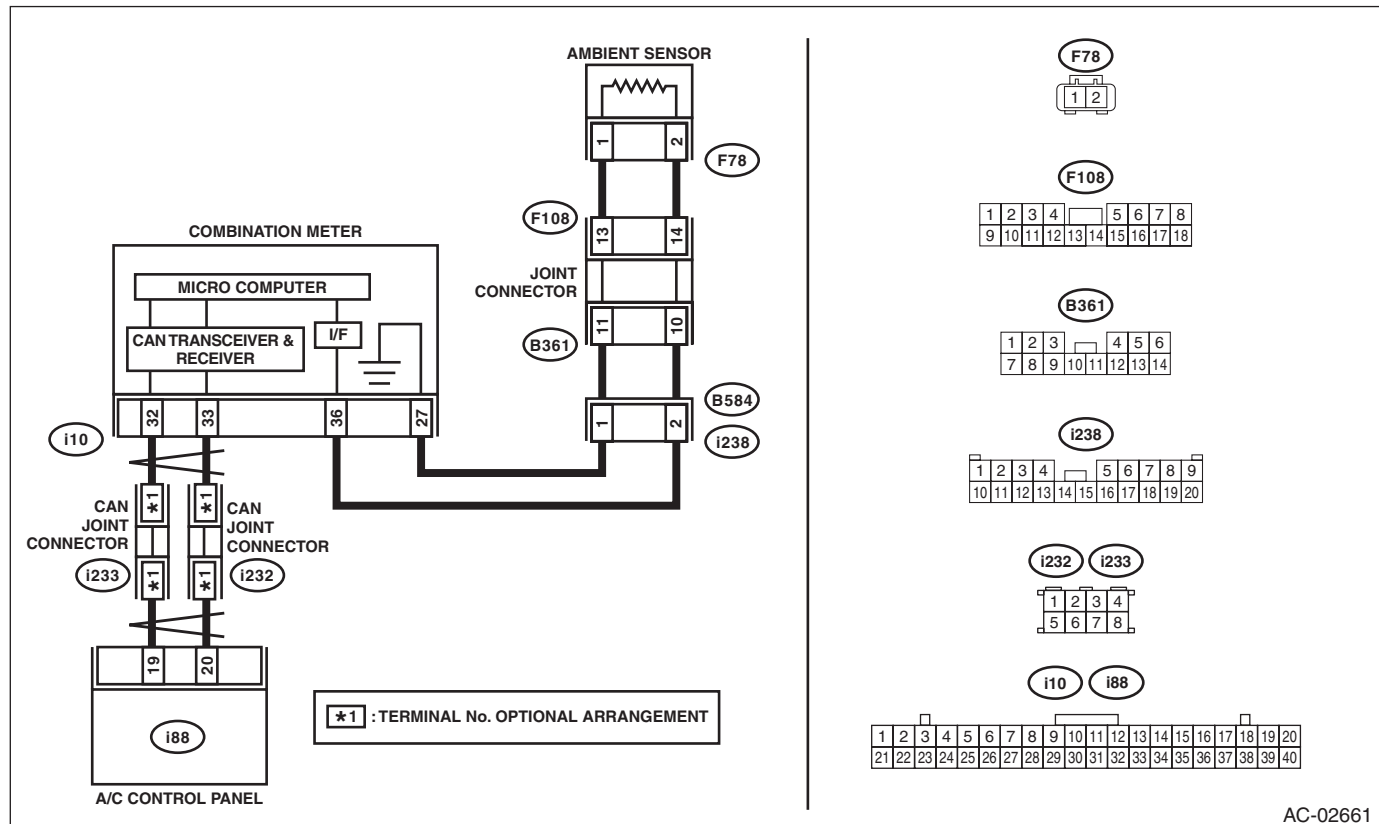 AMBIENT SENSOR
1
2
F78
F108
13
14
JOINT
CONNECTOR
11
10
B361
B584
1
2
i238
COMBINATION METER
MICRO COMPUTER
CAN TRANSCEIVER &
RECEIVER
I/F
32
33
36
27
i10
*1
*1
CAN
JOINT
CONNECTOR
CAN
JOINT
CONNECTOR
i233
*1
*1
i232
19
20
i88
A/C CONTROL PANEL
*1 : TERMINAL No. OPTIONAL ARRANGEMENT
F78
1 2
F108
1 2 3 4 5 6 7 8
9 10 11 12 13 14 15 16 17 18
B361
1 2 3 4 5 6
7 8 9 10 11 12 13 14
i238
1 2 3 4 5 6 7 8 9
10 11 12 13 14 15 16 17 18 19 20
i232 i233
1 2 3 4
5 6 7 8
i10 i88
1 2 3 4 5 6 7 8 9 10 11 12 13 14 15 16 17 18 19 20
21 22 23 24 25 26 27 28 29 30 31 32 33 34 35 36 37 38 39 40
AC-02661